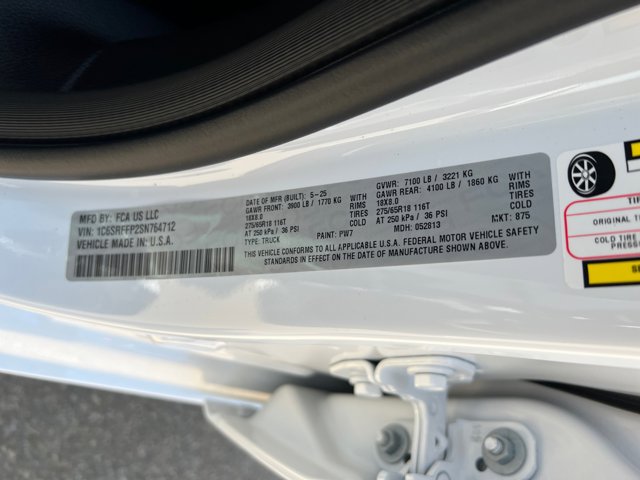 MFD BY: FCA US LLC
VIN: 1C6SRFFP2SN764712
VEHICLE MADE IN: U.S.A.
DATE OF MFR (BUILT): 5-25
GAWR FRONT: 3900 LB / 1770 KG WITH
18X8.0 RIMS
275/65R18 116T TIRES
AT 250 kPa / 36 PSI COLD
TYPE: TRUCK PAINT: PW7
GVWR: 7100 LB / 3221 KG
GAWR REAR: 4100 LB / 1860 KG WITH
18X8.0 RIMS
275/65R18 116T TIRES
AT 250 kPa / 36 PSI COLD
MDH: 052813 CKT: 875
THIS VEHICLE CONFORMS TO ALL APPLICABLE U.S.A. FEDERAL MOTOR VEHICLE SAFETY
STANDARDS IN EFFECT ON THE DATE OF MANUFACTURE SHOWN ABOVE
ORIGINAL
COLD TIRE